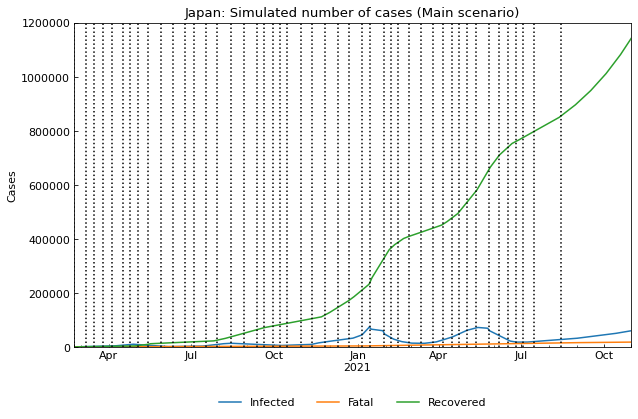 Japan: Simulated number of cases (Main scenario)
1200000
1000000
800000
600000
400000
200000
0
Cases
Apr Jul Oct Jan Apr Jul Oct
2021
Infected Fatal Recovered